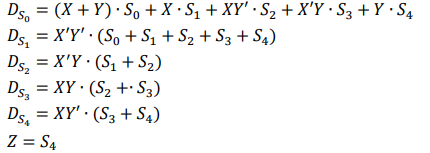 D_{S_0} = (X + Y) · S_0 + X · S_1 + XY′ · S_2 + X′Y · S_3 + Y · S_4
D_{S_1} = X′Y′ · (S_0 + S_1 + S_2 + S_3 + S_4)
D_{S_2} = X′Y · (S_1 + S_2)
D_{S_3} = XY · (S_2 +· S_3)
D_{S_4} = XY′ · (S_3 + S_4)
Z = S_4